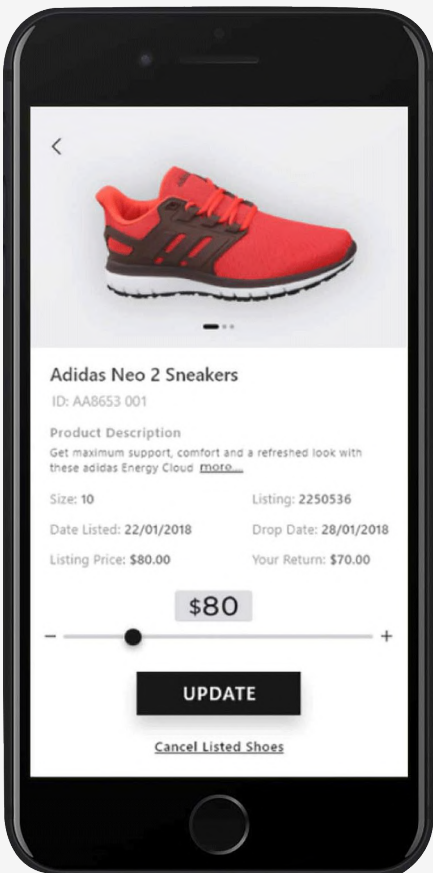 Adidas Neo 2 Sneakers
ID: AA8653 001
Product Description
Get maximum support, comfort and a refreshed look with
these adidas Energy Cloud more...
Size: 10 Listing: 2250536
Date Listed: 22/01/2018 Drop Date: 28/01/2018
Listing Price: $80.00 Your Return: $70.00
$80
− +
UPDATE
Cancel Listed Shoes